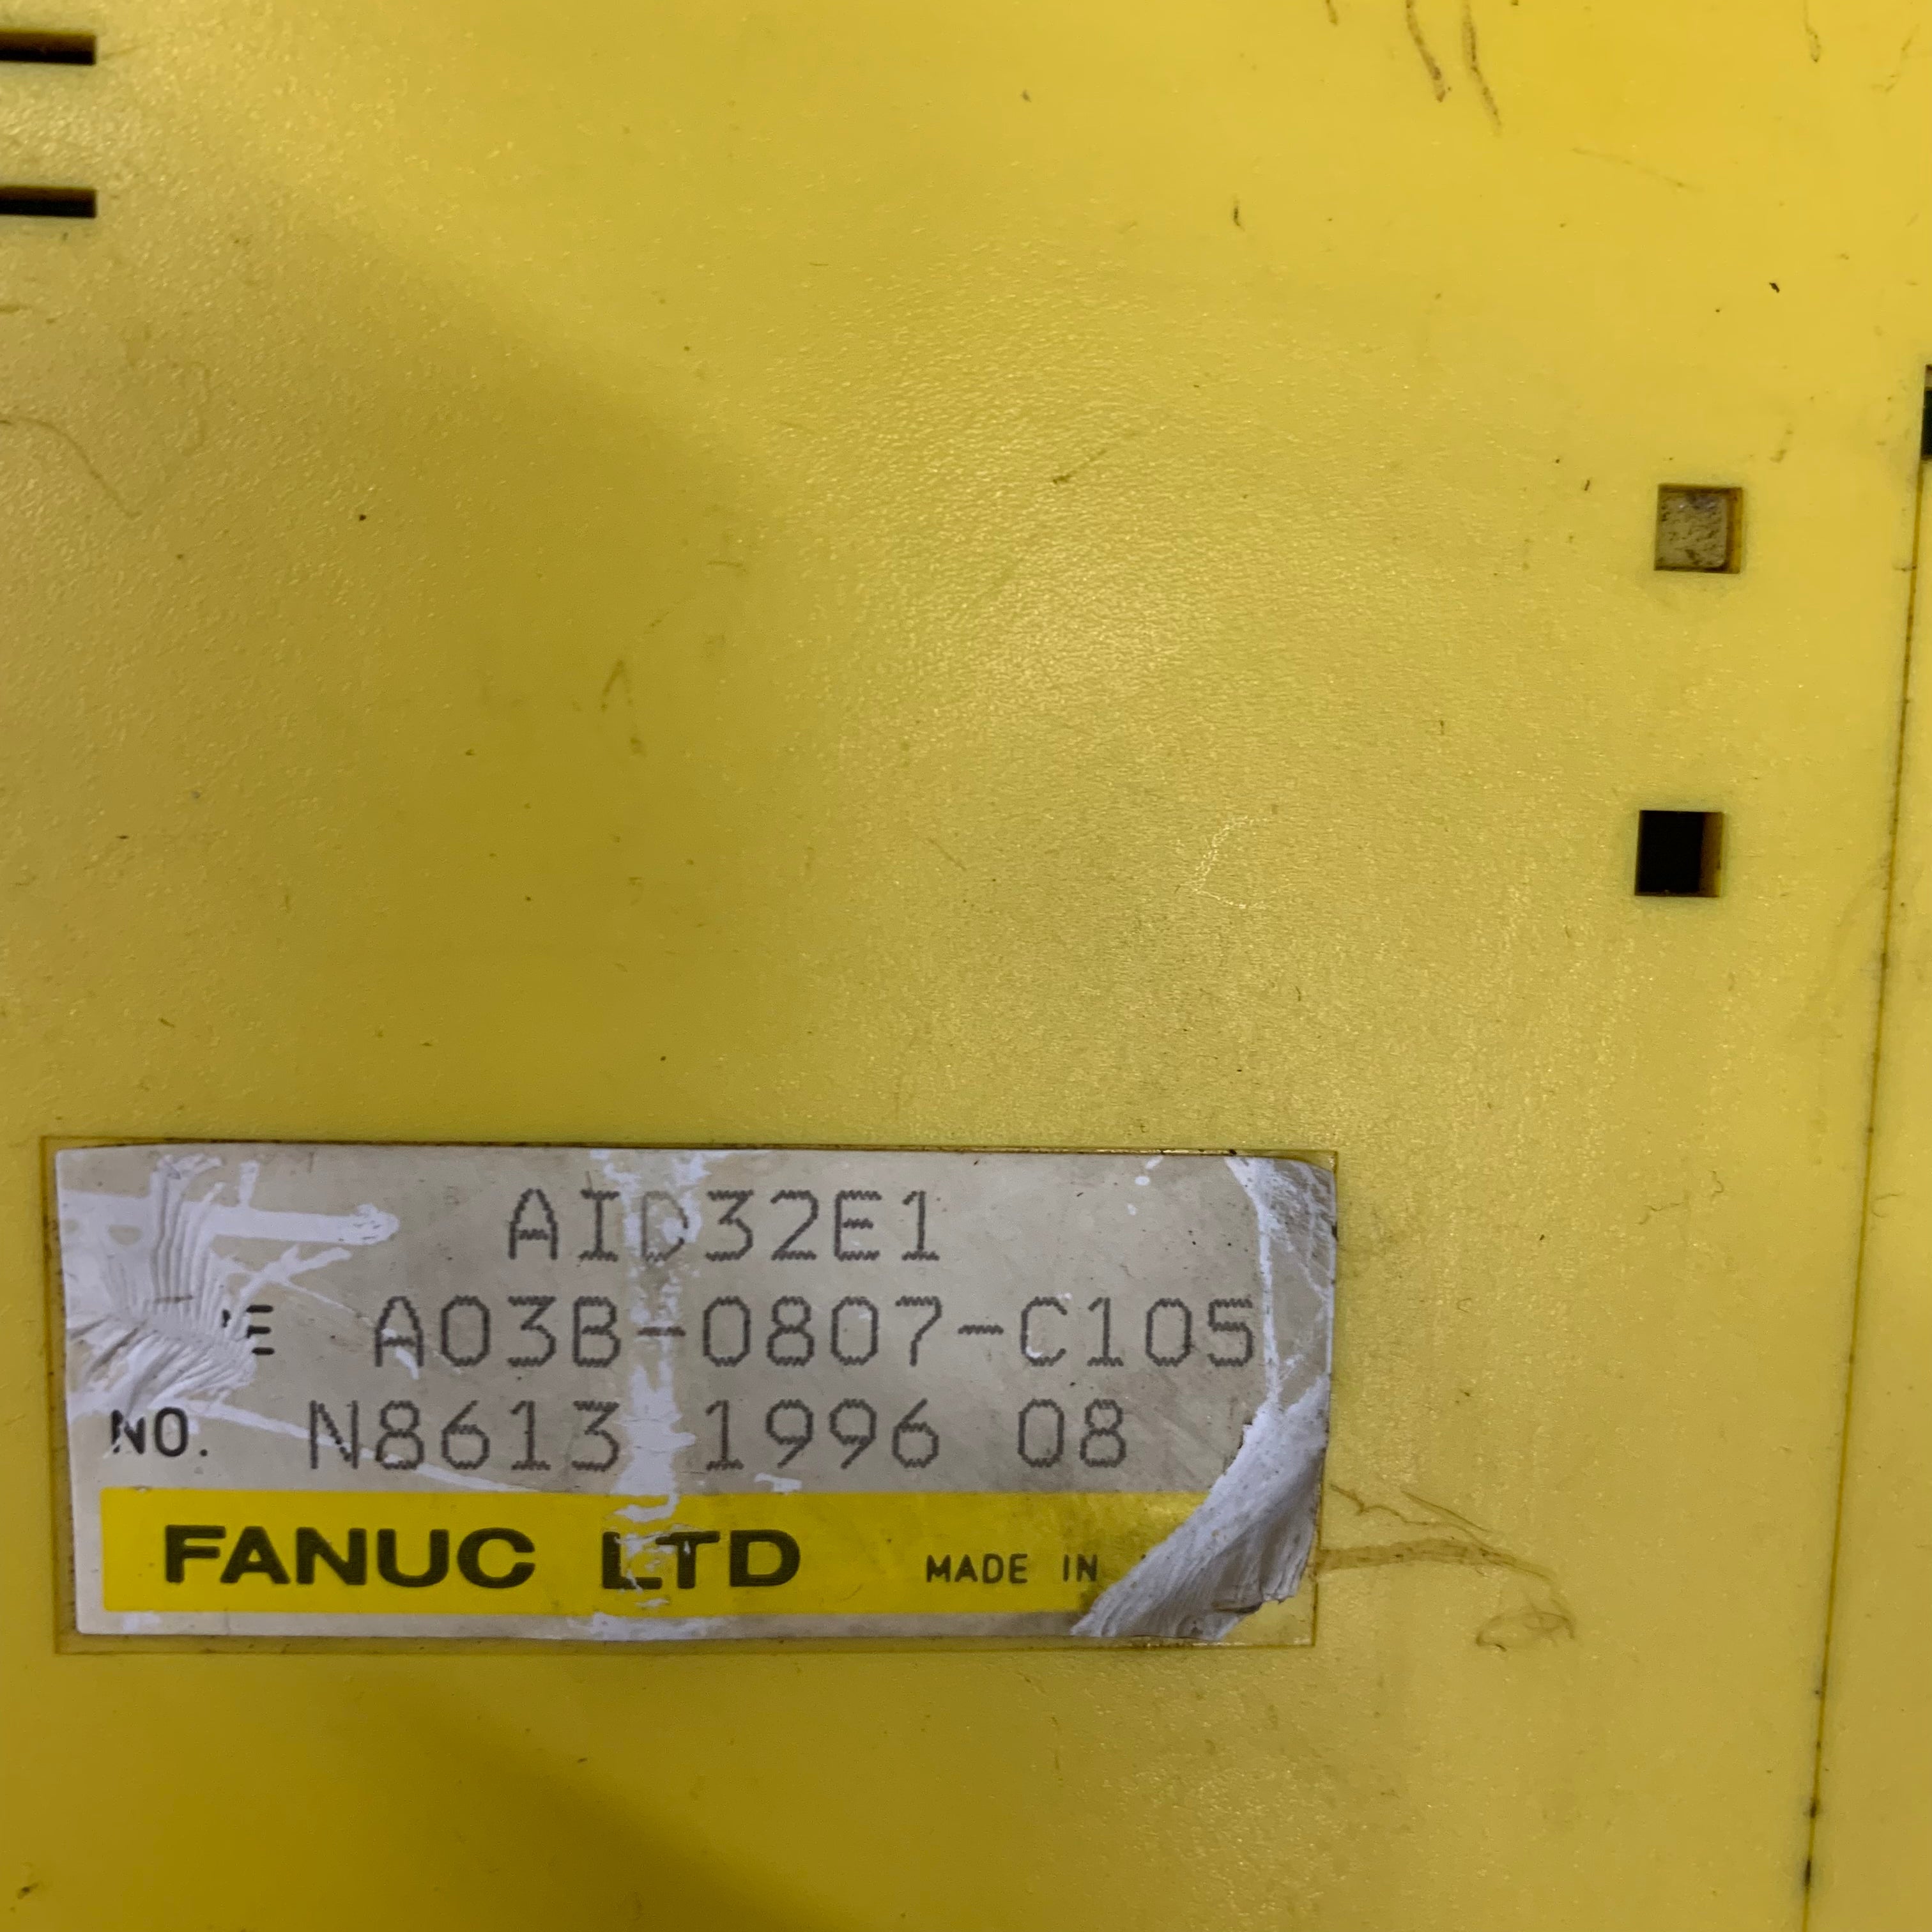 AID32E1
A03B-0807-C105
NO. N8613 1996 08
FANUC LTD MADE IN